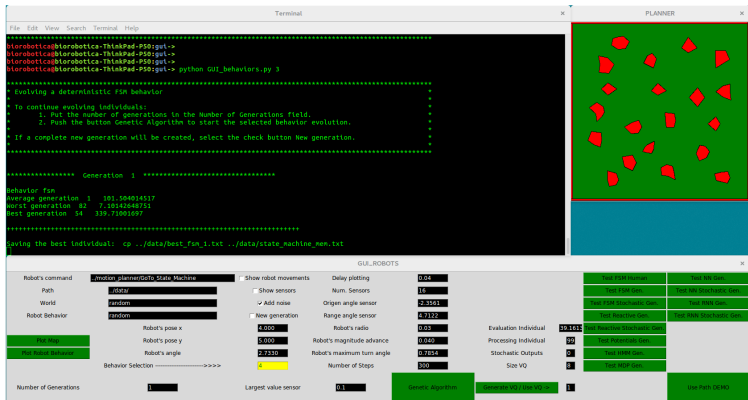 Terminal
×
PLANNER
×
File Edit View Search Terminal Help
biorobotica@biorobotica-ThinkPad-P50:gui->
biorobotica@biorobotica-ThinkPad-P50:gui->
biorobotica@biorobotica-ThinkPad-P50:gui->
biorobotica@biorobotica-ThinkPad-P50:gui-> python GUI_behaviors.py 3
* Evolving a deterministic FSM behavior *
* To continue evolving individuals: *
* 1. Put the number of generations in the Number of Generations field. *
* 2. Push the button Genetic Algorithm to start the selected behavior evolution. *
* If a complete new generation will be created, select the check button New generation. *
***************** Generation 1 *********************************
Behavior fsm
Average generation 1 101.504014517
Worst generation 82 7.10142648751
Best generation 54 339.71001697
Saving the best individual: cp ../data/best_fsm_1.txt ../data/state_machine_mem.txt
GUI_ROBOTS
×
Robot's command ../motion_planner/GoTo_State_Machine Show robot movements Delay plotting 0.04 Test FSM Human Test NN Gen.
Path ../data/ Show sensors Num. Sensors 16 Test FSM Gen. Test NN Stochastic Gen.
World random Add noise Origen angle sensor -2.3561 Test FSM Stochastic Gen. Test RNN Gen.
Robot Behavior random New generation Range angle sensor 4.7122 Test Reactive Gen. Test RNN Stochastic Gen.
Robot's pose x 4.000 Robot's radio 0.03 Evaluation Individual 39.161 Test Reactive Stochastic Gen.
Plot Map Robot's pose y 5.000 Robot's magnitude advance 0.040 Processing Individual 99 Test Potentials Gen.
Plot Robot Behavior Robot's angle 2.7330 Robot's maximum turn angle 0.7854 Stochastic Outputs 0 Test HMM Gen.
Behavior Selection ------------------->>>> 4 Number of Steps 300 Size VQ 8 Test MDP Gen.
Number of Generations 1 Largest value sensor 0.1 Genetic Algorithm Generate VQ / Use VQ -> 1 Use Path DEMO